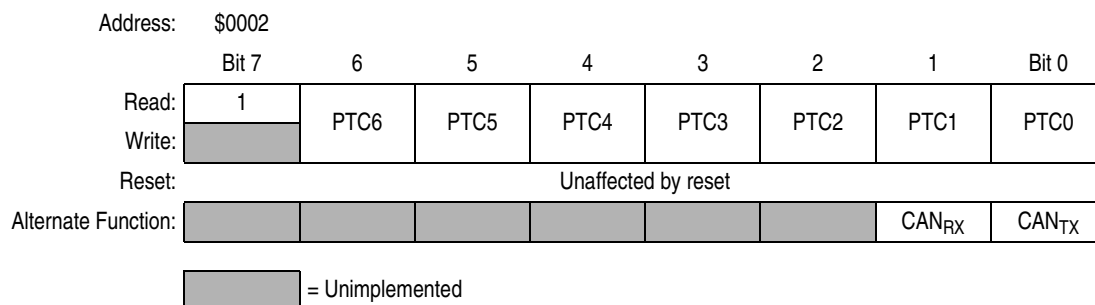 Address: $0002
Bit 7 6 5 4 3 2 1 Bit 0
Read: 1 PTC6 PTC5 PTC4 PTC3 PTC2 PTC1 PTC0
Write:
Reset: Unaffected by reset
Alternate Function: CANRX CANTX
= Unimplemented